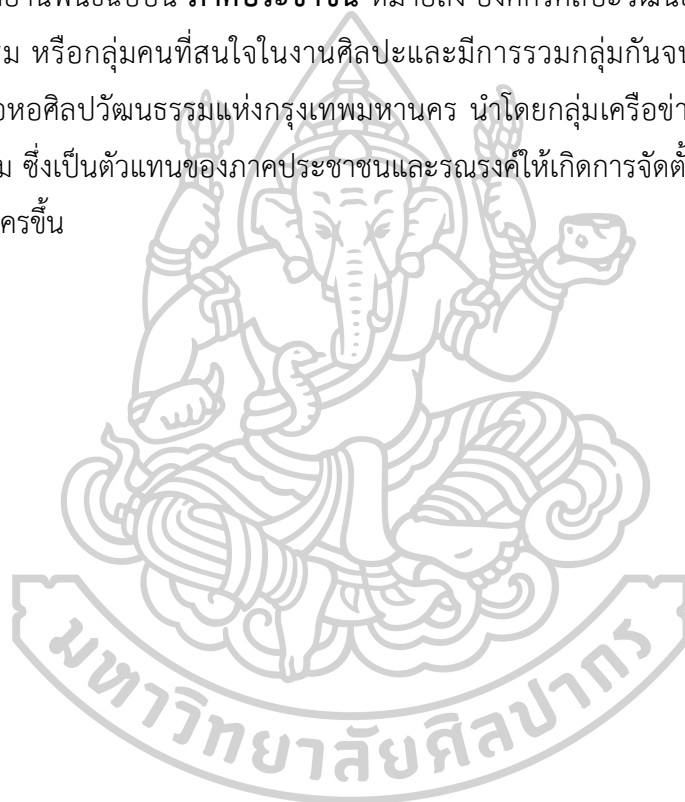 ภาคประชาชน หมายถึง
รม หรือกลุ่มคนที่สนใจในงานศิลปะและมีการรวมกลุ่มกันจน
อหอศิลปวัฒนธรรมแห่งกรุงเทพมหานคร นำโดยกลุ่มเครือข่า
ม ซึ่งเป็นตัวแทนของภาคประชาชนและรณรงค์ให้เกิดการจัดตั้
ครขึ้น
มหาวิทยาลัยศิลปากร